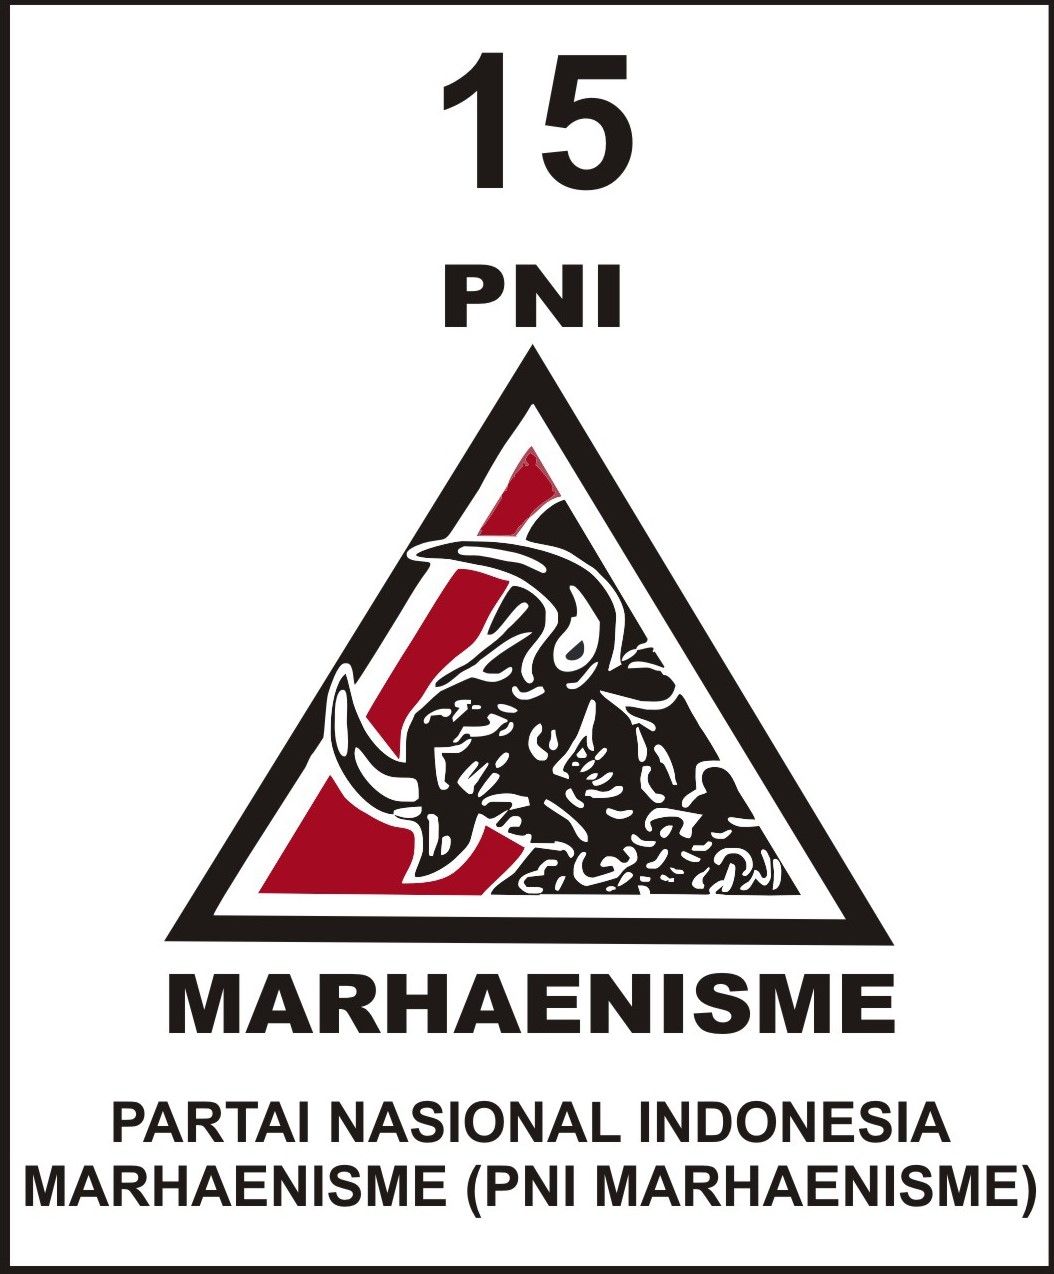 15
PNI
MARHAENISME
PARTAI NASIONAL INDONESIA
MARHAENISME (PNI MARHAENISME)